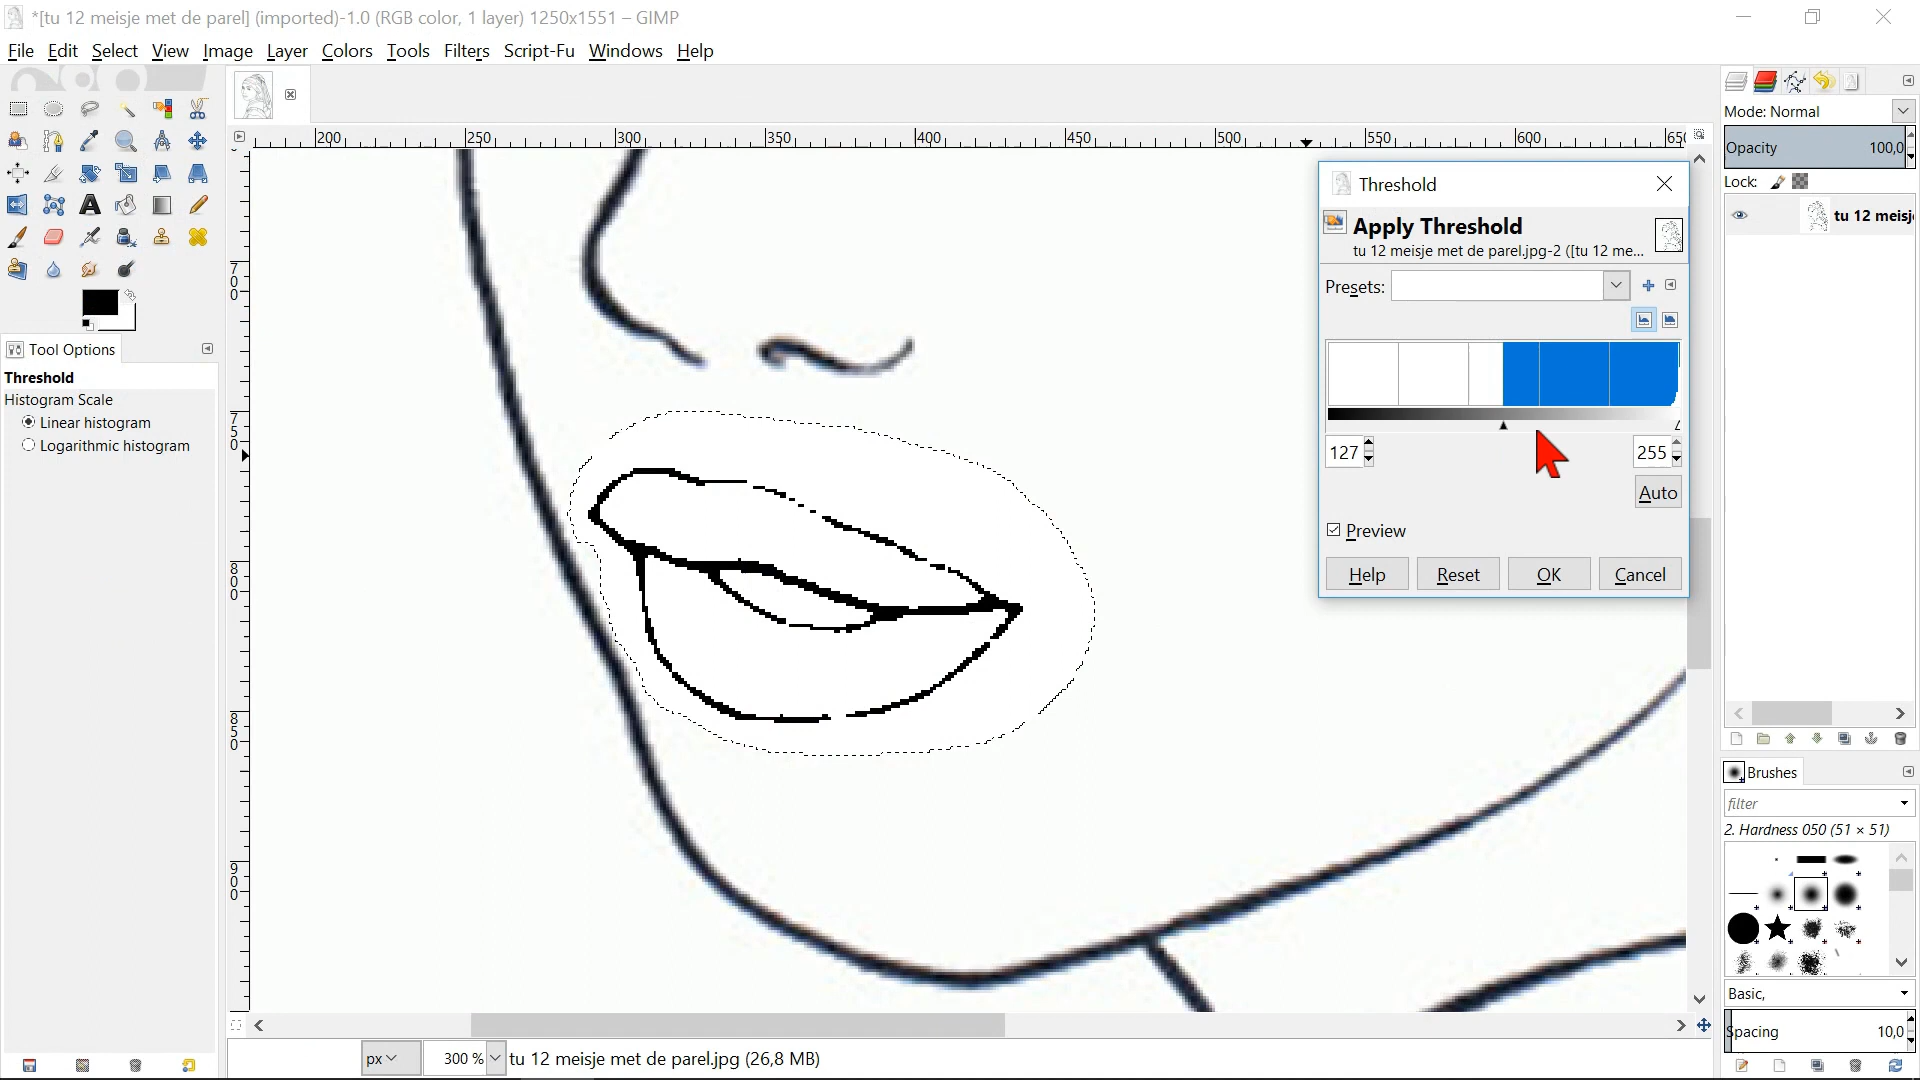 *[tu 12 meisje met de parel] (imported)-1.0 (RGB color, 1 layer) 1250x1551 – GIMP
File Edit Select View Image Layer Colors Tools Filters Script-Fu Windows Help
Mode: Normal
200 250 300 350 400 450 500 550 600
Opacity 100,0
Threshold
Lock:
Apply Threshold
tu 12 meisje met de parel.jpg-2 ([tu 12 me...
tu 12 meisj
Presets:
700
Tool Options
Threshold
Histogram Scale
Linear histogram
Logarithmic histogram
750
127 255
Auto
Preview
Help Reset OK Cancel
800
850
900
Brushes
filter
2. Hardness 050 (51 × 51)
Basic,
Spacing 10,0
px 300 % tu 12 meisje met de parel.jpg (26,8 MB)